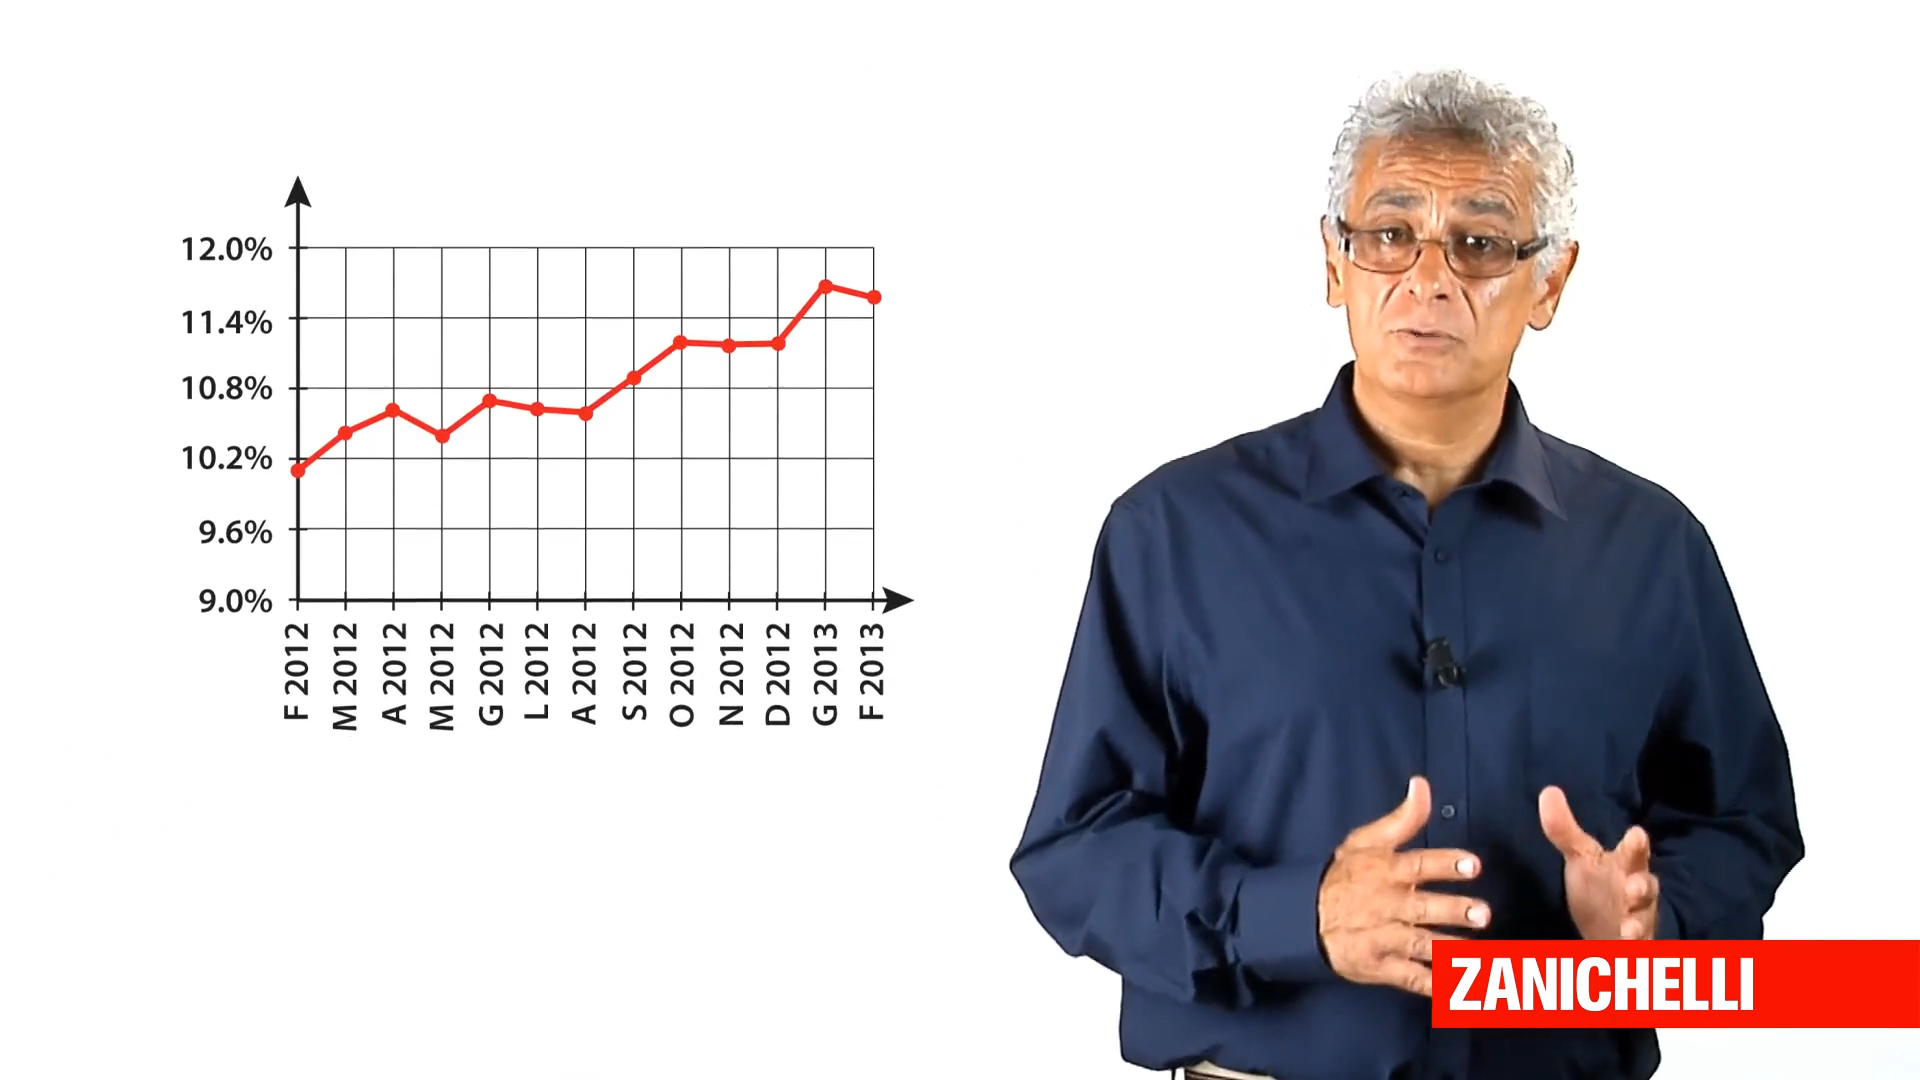 12.0%
11.4%
10.8%
10.2%
9.6%
9.0%
F 2012
M 2012
A 2012
M 2012
G 2012
L 2012
A 2012
S 2012
O 2012
N 2012
D 2012
G 2013
F 2013
ZANICHELLI